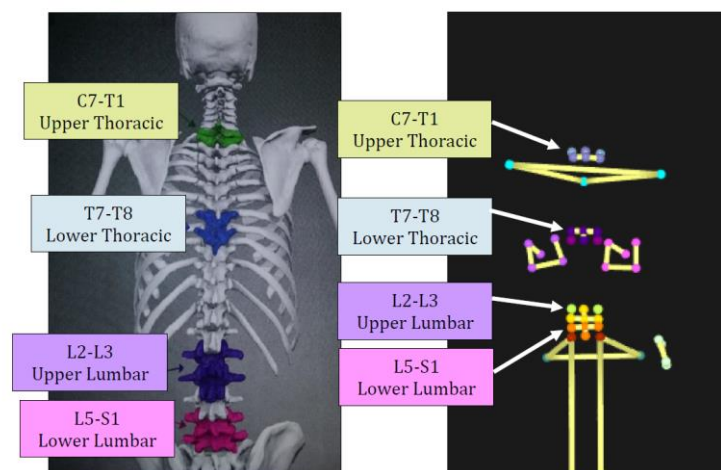 C7-T1
Upper Thoracic
T7-T8
Lower Thoracic
L2-L3
Upper Lumbar
L5-S1
Lower Lumbar
C7-T1
Upper Thoracic
T7-T8
Lower Thoracic
L2-L3
Upper Lumbar
L5-S1
Lower Lumbar